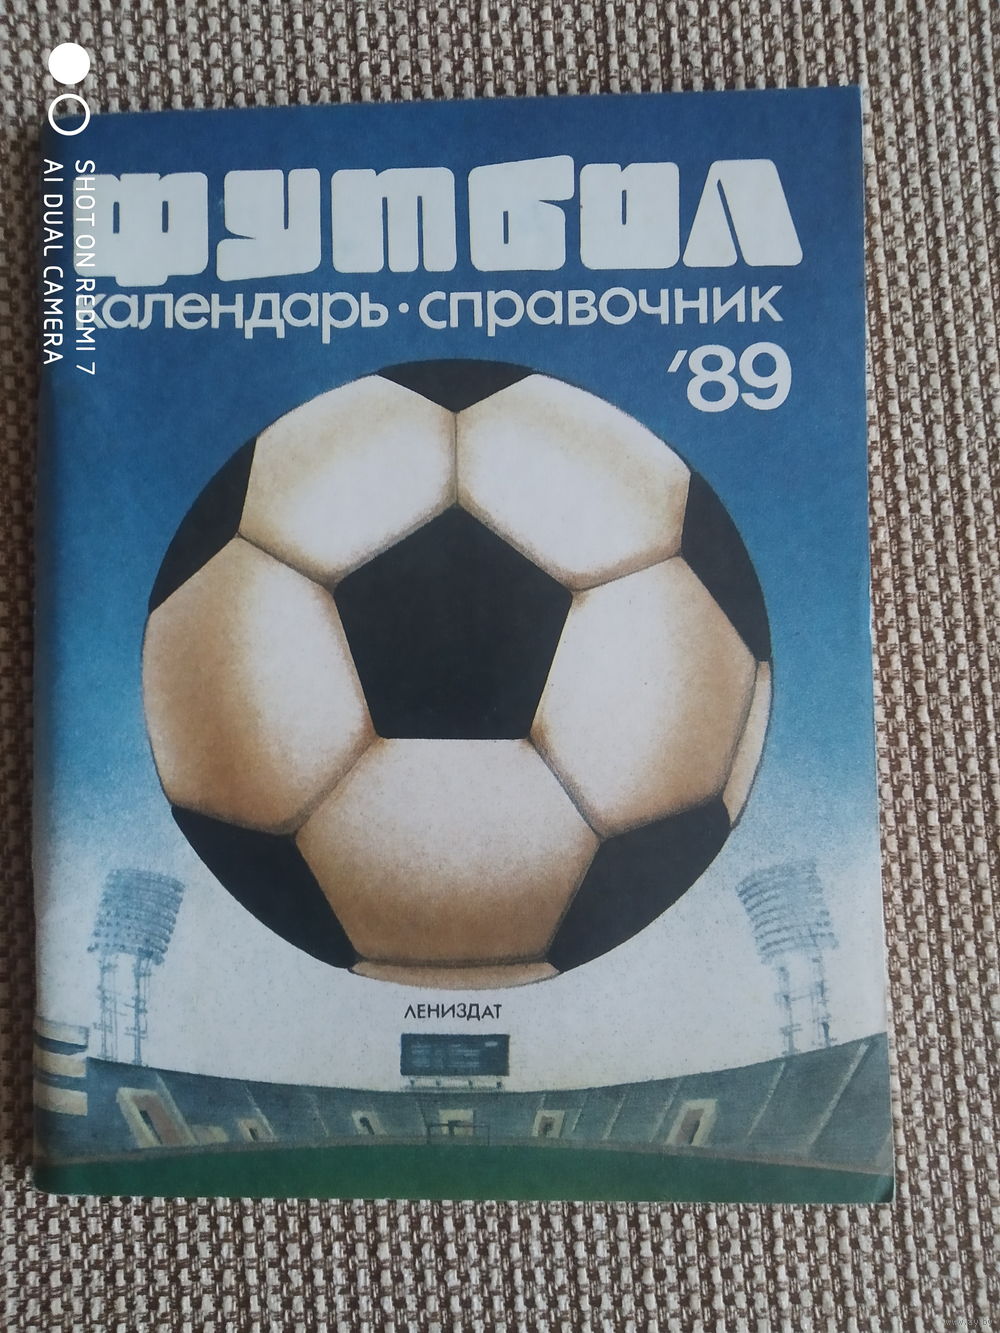 ФУТБОЛ
календарь·справочник
'89
ЛЕНИЗДАТ
SHOT ON REDMI 7
AI DUAL CAMERA